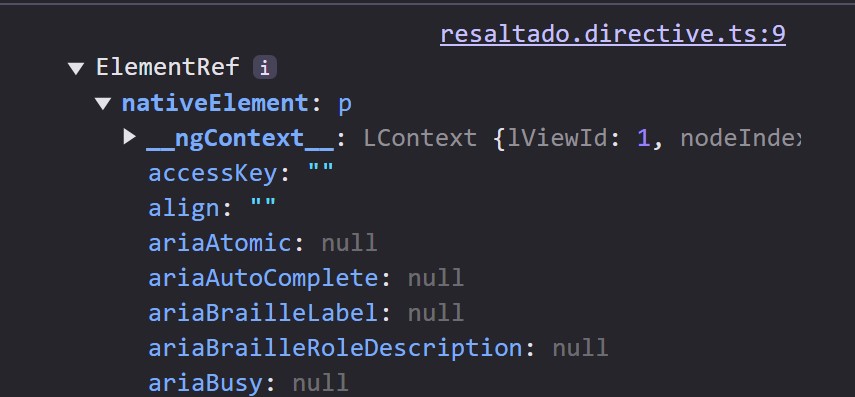 resaltado.directive.ts:9
ElementRef i
nativeElement: p
__ngContext__: LContext {lViewId: 1, nodeInde
accessKey: ""
align: ""
ariaAtomic: null
ariaAutoComplete: null
ariaBrailleLabel: null
ariaBrailleRoleDescription: null
ariaBusy: null